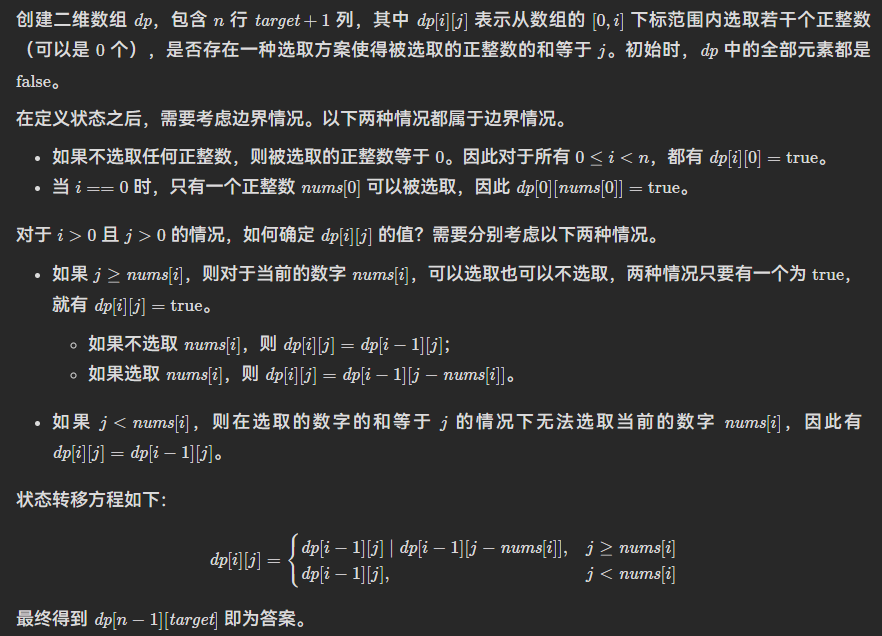 创建二维数组 dp，包含 n 行 target + 1 列，其中 dp[i][j] 表示从数组的 [0, i] 下标范围内选取若干个正整数
（可以是 0 个），是否存在一种选取方案使得被选取的正整数的和等于 j。初始时，dp 中的全部元素都是
false。
在定义状态之后，需要考虑边界情况。以下两种情况都属于边界情况。
• 如果不选取任何正整数，则被选取的正整数等于 0。因此对于所有 0 ≤ i < n，都有 dp[i][0] = true。
• 当 i == 0 时，只有一个正整数 nums[0] 可以被选取，因此 dp[0][nums[0]] = true。
对于 i > 0 且 j > 0 的情况，如何确定 dp[i][j] 的值？需要分别考虑以下两种情况。
• 如果 j ≥ nums[i]，则对于当前的数字 nums[i]，可以选取也可以不选取，两种情况只要有一个为 true，
就有 dp[i][j] = true。
◦ 如果不选取 nums[i]，则 dp[i][j] = dp[i − 1][j]；
◦ 如果选取 nums[i]，则 dp[i][j] = dp[i − 1][j − nums[i]]。
• 如果 j < nums[i]，则在选取的数字的和等于 j 的情况下无法选取当前的数字 nums[i]，因此有
dp[i][j] = dp[i − 1][j]。
状态转移方程如下：
dp[i][j] = { dp[i − 1][j] | dp[i − 1][j − nums[i]], j ≥ nums[i]
dp[i − 1][j], j < nums[i]
最终得到 dp[n − 1][target] 即为答案。